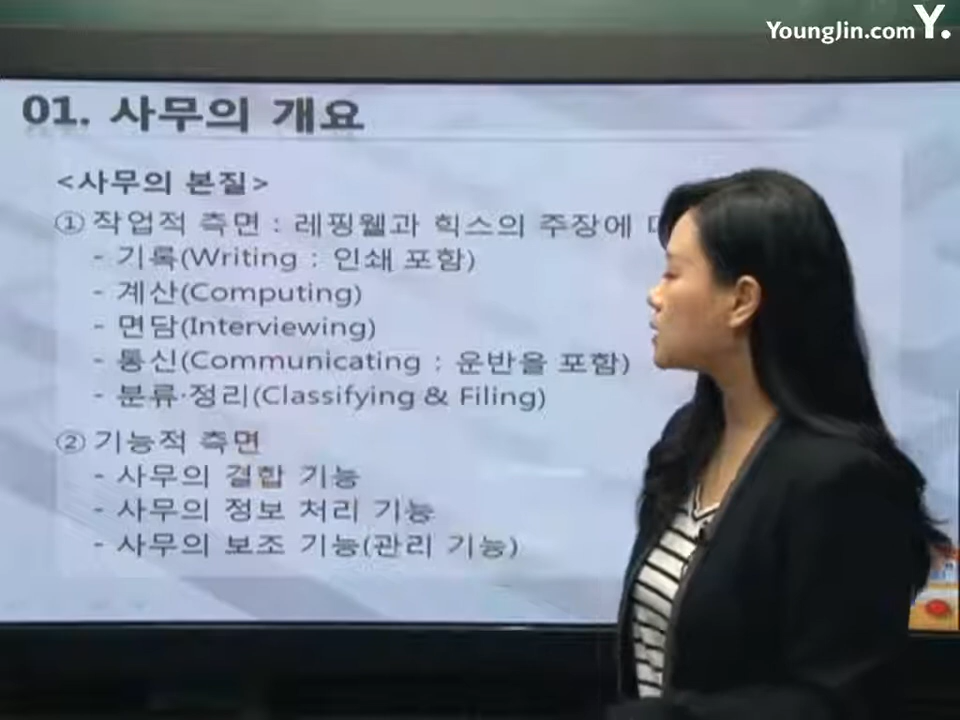 YoungJin.com Y.
01. 사무의 개요
<사무의 본질>
① 작업적 측면 : 레핑웰과 힉스의 주장에
- 기록(Writing : 인쇄 포함)
- 계산(Computing)
- 면담(Interviewing)
- 통신(Communicating : 운반을 포함)
- 분류·정리(Classifying & Filing)
② 기능적 측면
- 사무의 결합 기능
- 사무의 정보 처리 기능
- 사무의 보조 기능(관리 기능)